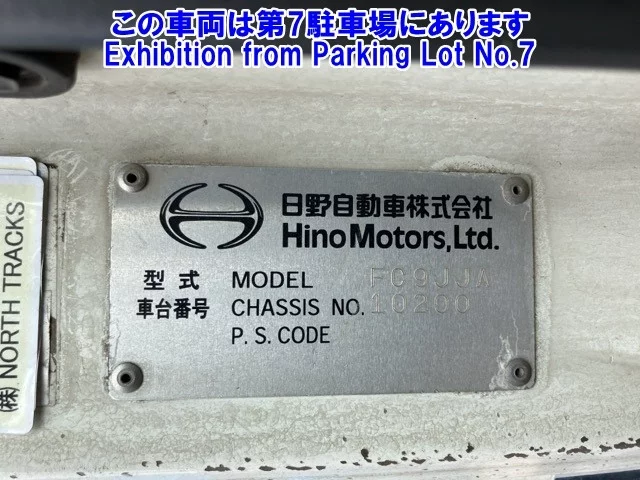 この車両は第7駐車場にあります
Exhibition from Parking Lot No.7
日野自動車株式会社
Hino Motors, Ltd.
型式 MODEL FC9JJA
車台番号 CHASSIS NO. 10200
P. S. CODE
(株) NORTH TRACKS